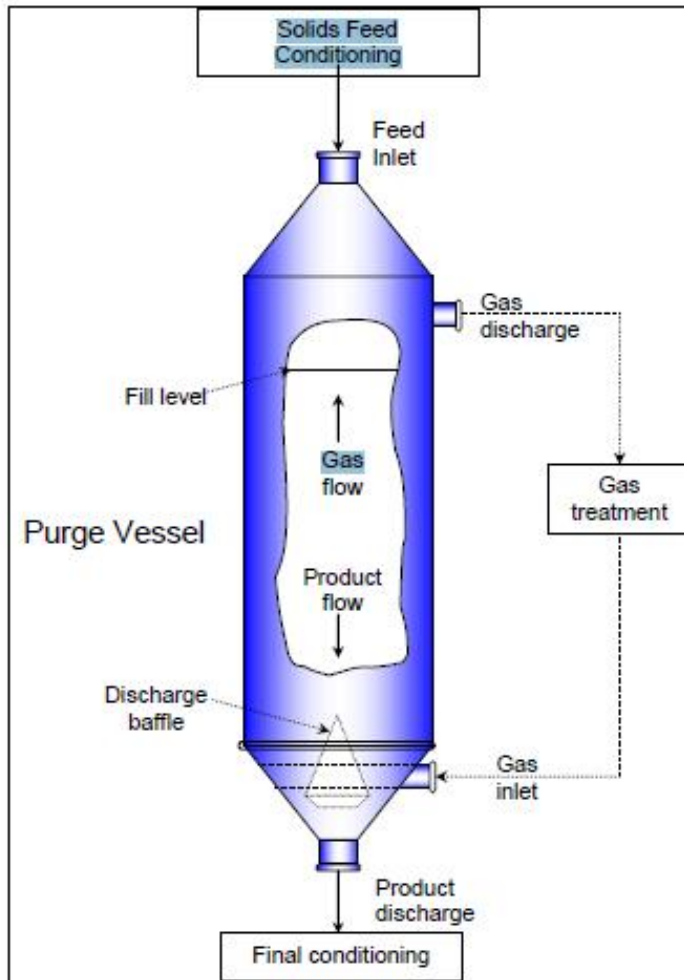 Solids Feed
Conditioning
Feed
Inlet
Gas
discharge
Fill level
Gas
flow
Gas
treatment
Purge Vessel
Product
flow
Discharge
baffle
Gas
inlet
Product
discharge
Final conditioning